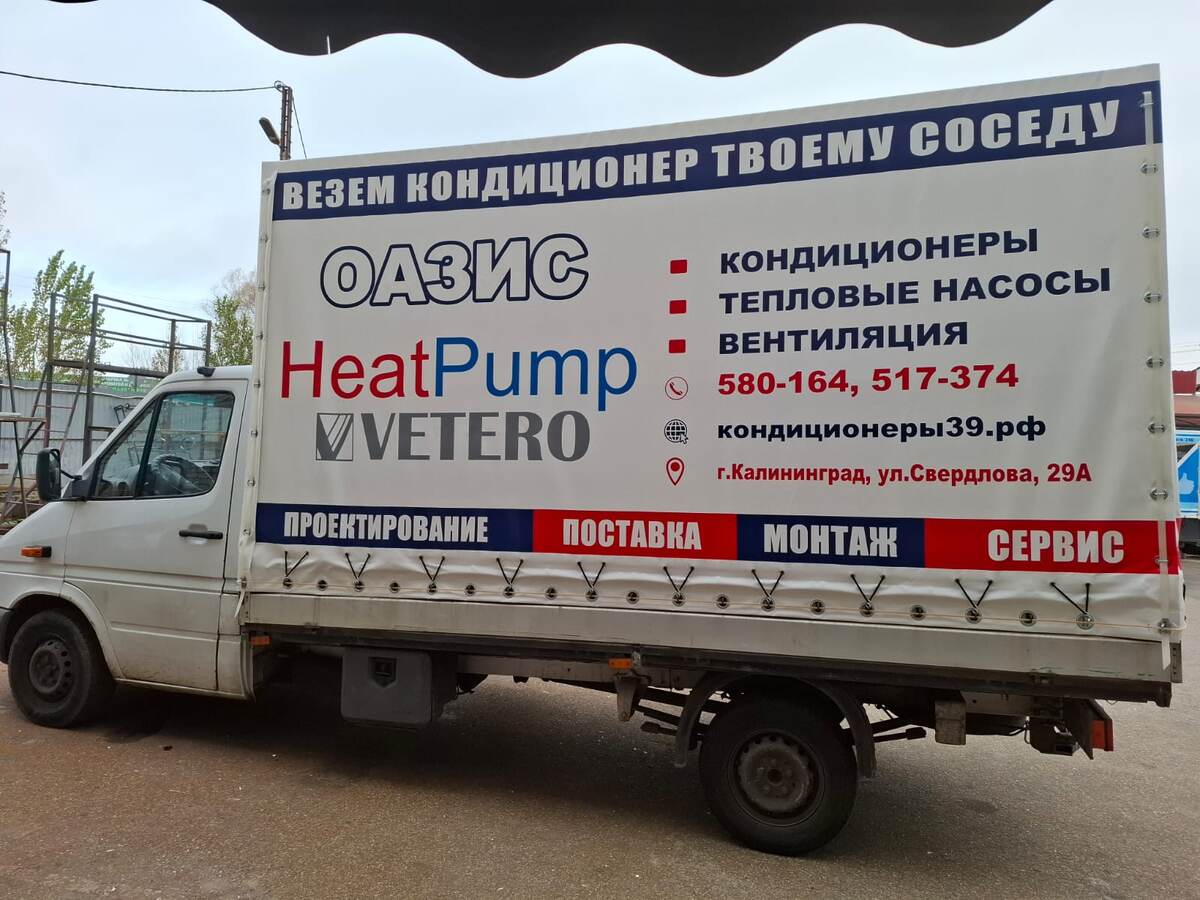 ВЕЗЕМ КОНДИЦИОНЕР ТВОЕМУ СОСЕДУ
ОАЗИС
HeatPump
VETERO
КОНДИЦИОНЕРЫ
ТЕПЛОВЫЕ НАСОСЫ
ВЕНТИЛЯЦИЯ
580-164, 517-374
кондиционеры39.рф
г.Калининград, ул.Свердлова, 29А
ПРОЕКТИРОВАНИЕ ПОСТАВКА МОНТАЖ СЕРВИС